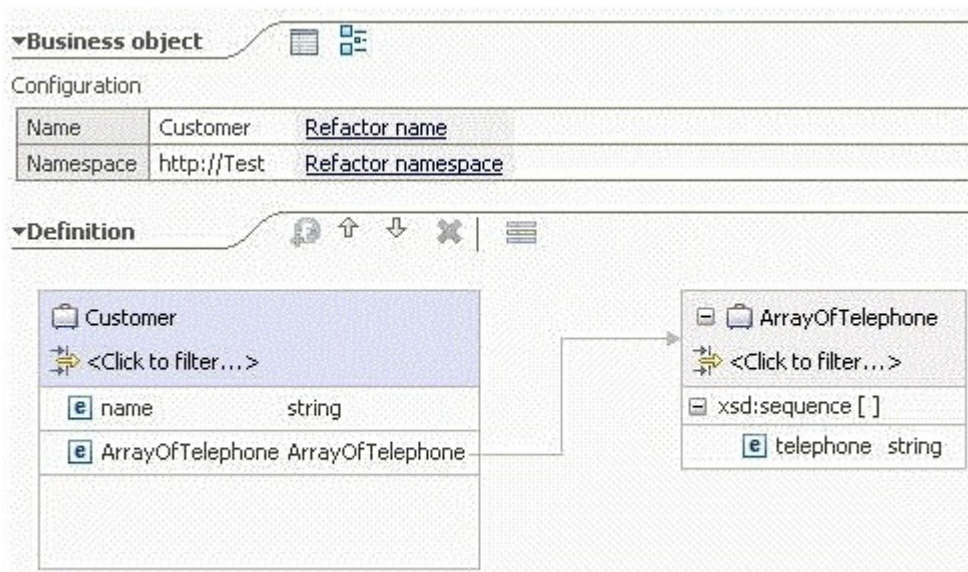 Business object
Configuration
Name Customer Refactor name
Namespace http://Test Refactor namespace
Definition
Customer
<Click to filter...>
e name string
e ArrayOfTelephone ArrayOfTelephone
ArrayOfTelephone
<Click to filter...>
xsd:sequence [ ]
e telephone string